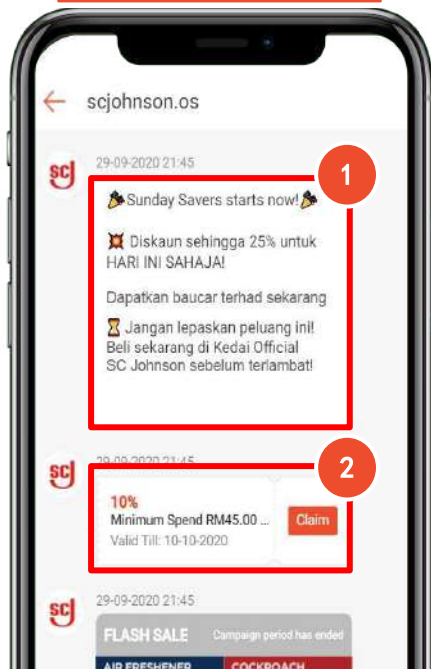 scjohnson.os
29-09-2020 21:45
1
scj
Sunday Savers starts now!
Diskaun sehingga 25% untuk
HARI INI SAHAJA!
Dapatkan baucar terhad sekarang
Jangan lepaskan peluang ini!
Beli sekarang di Kedai Official
SC Johnson sebelum terlambat!
29-09-2020 21:45
2
scj
10%
Minimum Spend RM45.00 ...
Claim
Valid Till: 10-10-2020
29-09-2020 21:45
scj
FLASH SALE Campaign period has ended
AIR FRESHENER COCKROACH